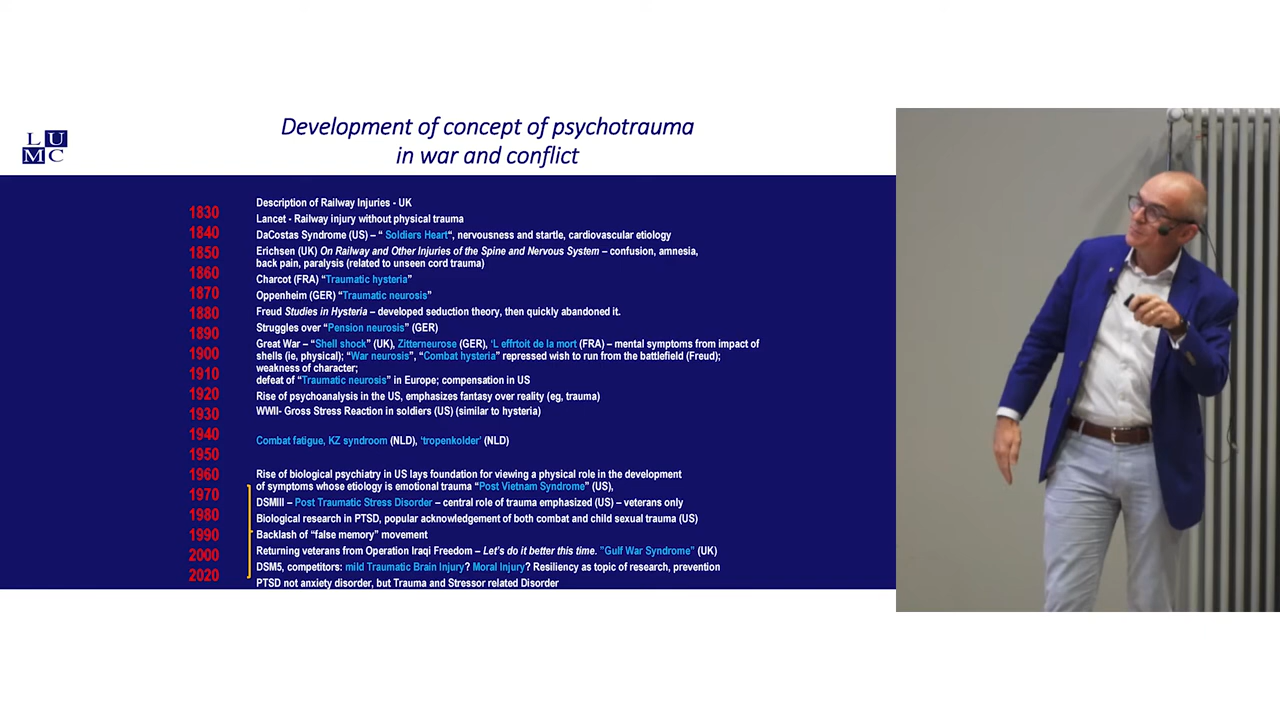 L U
M C
Development of concept of psychotrauma
in war and conflict
1830
1840
1850
1860
1870
1880
1890
1900
1910
1920
1930
1940
1950
1960
1970
1980
1990
2000
2020
Description of Railway Injuries - UK
Lancet - Railway injury without physical trauma
DaCostas Syndrome (US) – “ Soldiers Heart“, nervousness and startle, cardiovascular etiology
Erichsen (UK) On Railway and Other Injuries of the Spine and Nervous System – confusion, amnesia,
back pain, paralysis (related to unseen cord trauma)
Charcot (FRA) “Traumatic hysteria”
Oppenheim (GER) “Traumatic neurosis”
Freud Studies in Hysteria – developed seduction theory, then quickly abandoned it.
Struggles over “Pension neurosis” (GER)
Great War – “Shell shock” (UK), Zitterneurose (GER), ‘L effrtoit de la mort (FRA) – mental symptoms from impact of
shells (ie, physical); “War neurosis”, “Combat hysteria” repressed wish to run from the battlefield (Freud);
weakness of character;
defeat of “Traumatic neurosis” in Europe; compensation in US
Rise of psychoanalysis in the US, emphasizes fantasy over reality (eg, trauma)
WWII- Gross Stress Reaction in soldiers (US) (similar to hysteria)
Combat fatigue, KZ syndroom (NLD), ‘tropenkolder’ (NLD)
Rise of biological psychiatry in US lays foundation for viewing a physical role in the development
of symptoms whose etiology is emotional trauma “Post Vietnam Syndrome” (US),
DSMIII – Post Traumatic Stress Disorder – central role of trauma emphasized (US) – veterans only
Biological research in PTSD, popular acknowledgement of both combat and child sexual trauma (US)
Backlash of “false memory” movement
Returning veterans from Operation Iraqi Freedom – Let’s do it better this time. ”Gulf War Syndrome” (UK)
DSM5, competitors: mild Traumatic Brain Injury? Moral Injury? Resiliency as topic of research, prevention
PTSD not anxiety disorder, but Trauma and Stressor related Disorder